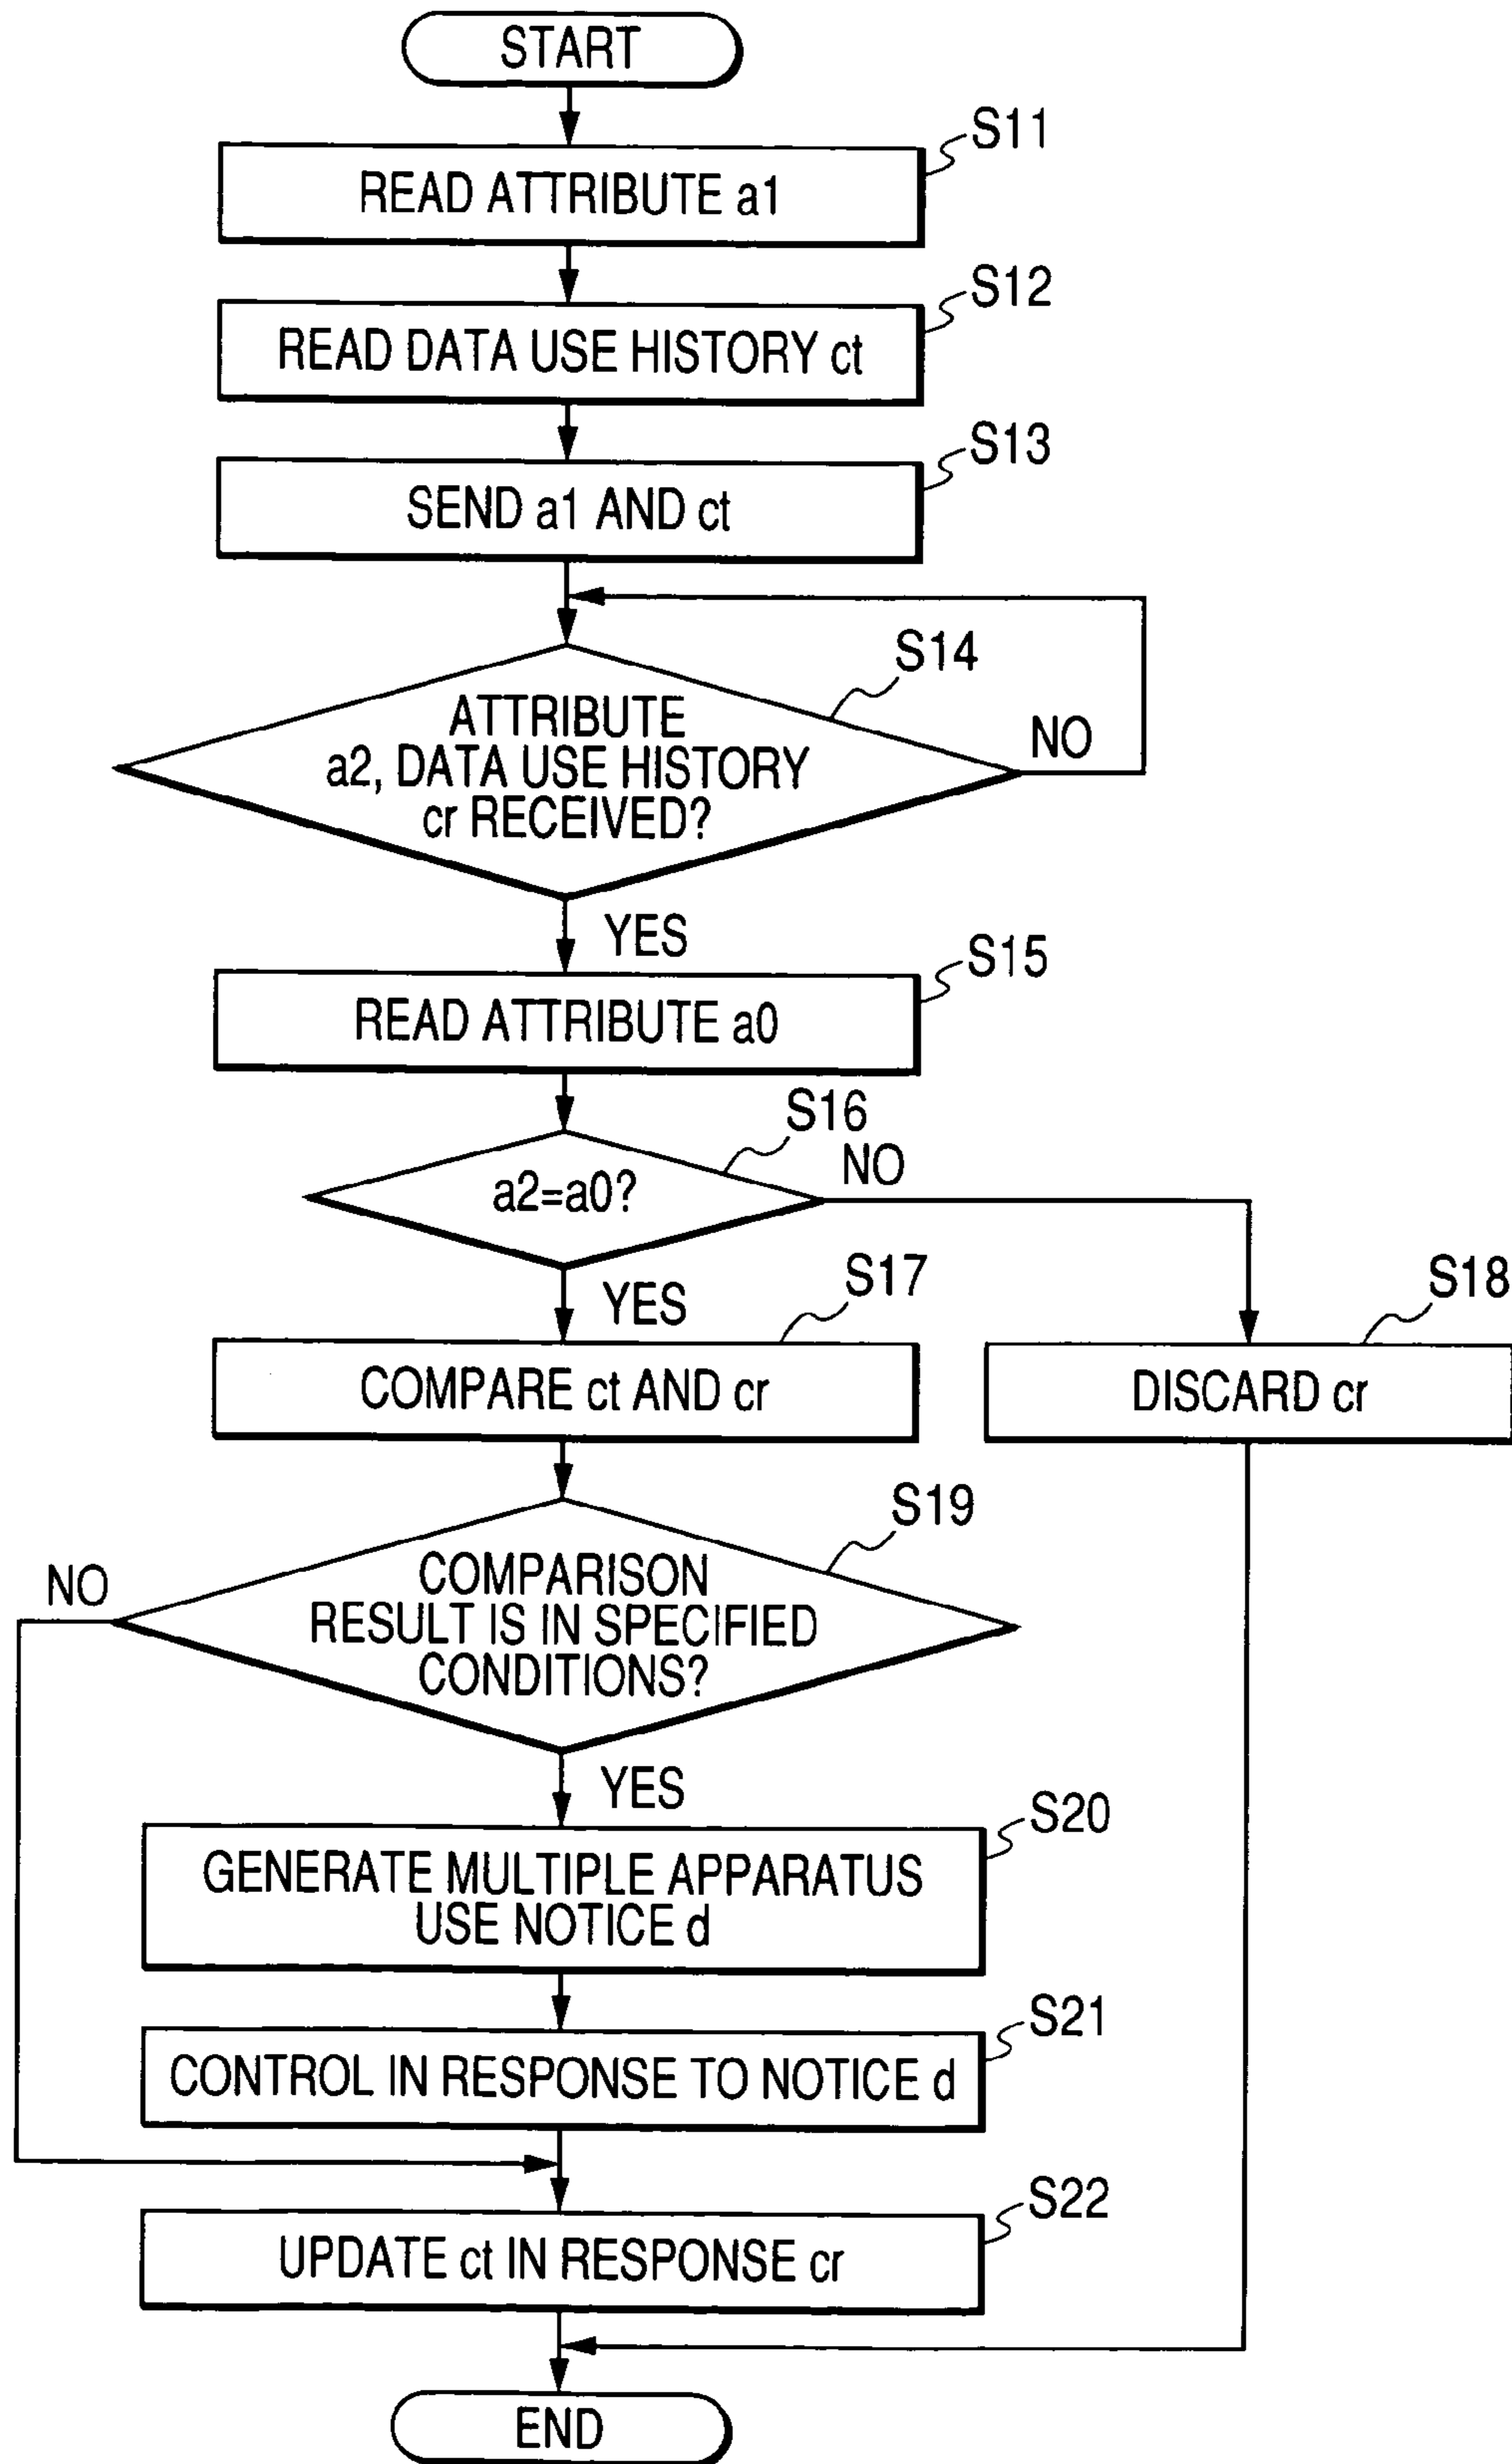 START
S11
READ ATTRIBUTE a1
S12
READ DATA USE HISTORY ct
S13
SEND a1 AND ct
S14
ATTRIBUTE
a2, DATA USE HISTORY
cr RECEIVED?
NO
YES
S15
READ ATTRIBUTE a0
S16
a2=a0?
NO
YES
S17
COMPARE ct AND cr
S18
DISCARD cr
S19
COMPARISON
RESULT IS IN SPECIFIED
CONDITIONS?
NO
YES
S20
GENERATE MULTIPLE APPARATUS
USE NOTICE d
S21
CONTROL IN RESPONSE TO NOTICE d
S22
UPDATE ct IN RESPONSE cr
END